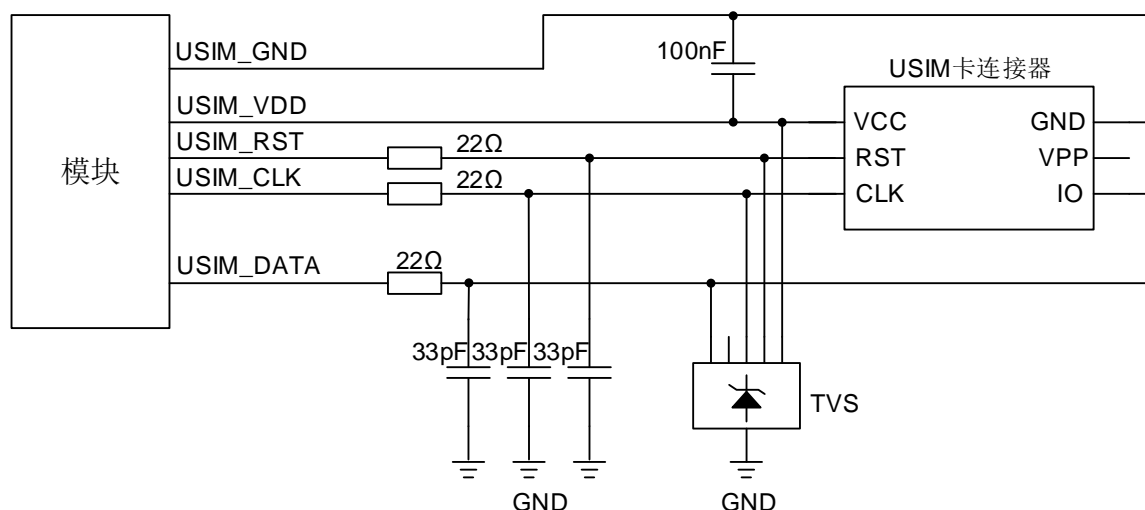 USIM_GND
100nF
USIM卡连接器
USIM_VDD
VCC
GND
USIM_RST
22Ω
RST
VPP
模块
USIM_CLK
22Ω
CLK
IO
USIM_DATA
22Ω
33pF
33pF
33pF
TVS
GND
GND